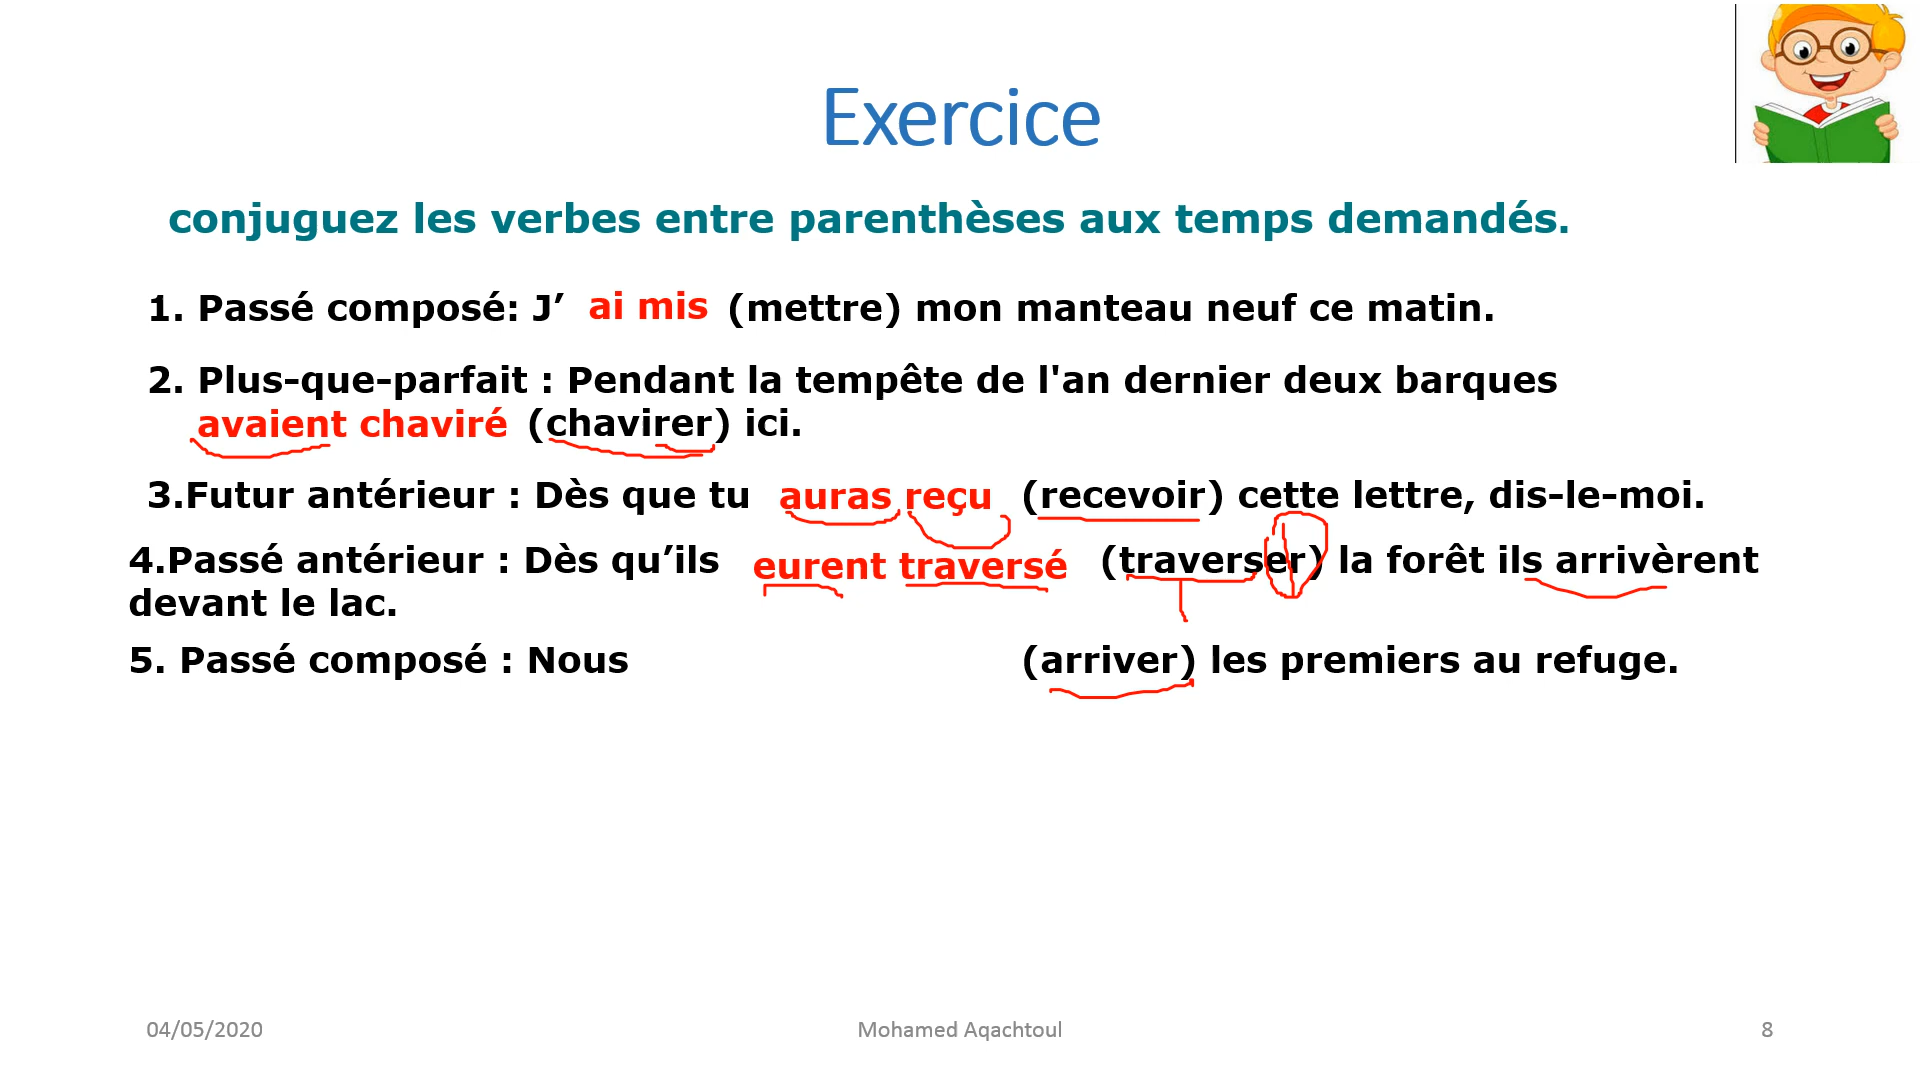 Exercice
conjuguez les verbes entre parenthèses aux temps demandés.
1. Passé composé: J’ ai mis (mettre) mon manteau neuf ce matin.
2. Plus-que-parfait : Pendant la tempête de l'an dernier deux barques
avaient chaviré (chavirer) ici.
3.Futur antérieur : Dès que tu auras reçu (recevoir) cette lettre, dis-le-moi.
4.Passé antérieur : Dès qu’ils eurent traversé (traverser) la forêt ils arrivèrent
devant le lac.
5. Passé composé : Nous (arriver) les premiers au refuge.
04/05/2020 Mohamed Aqachtoul 8